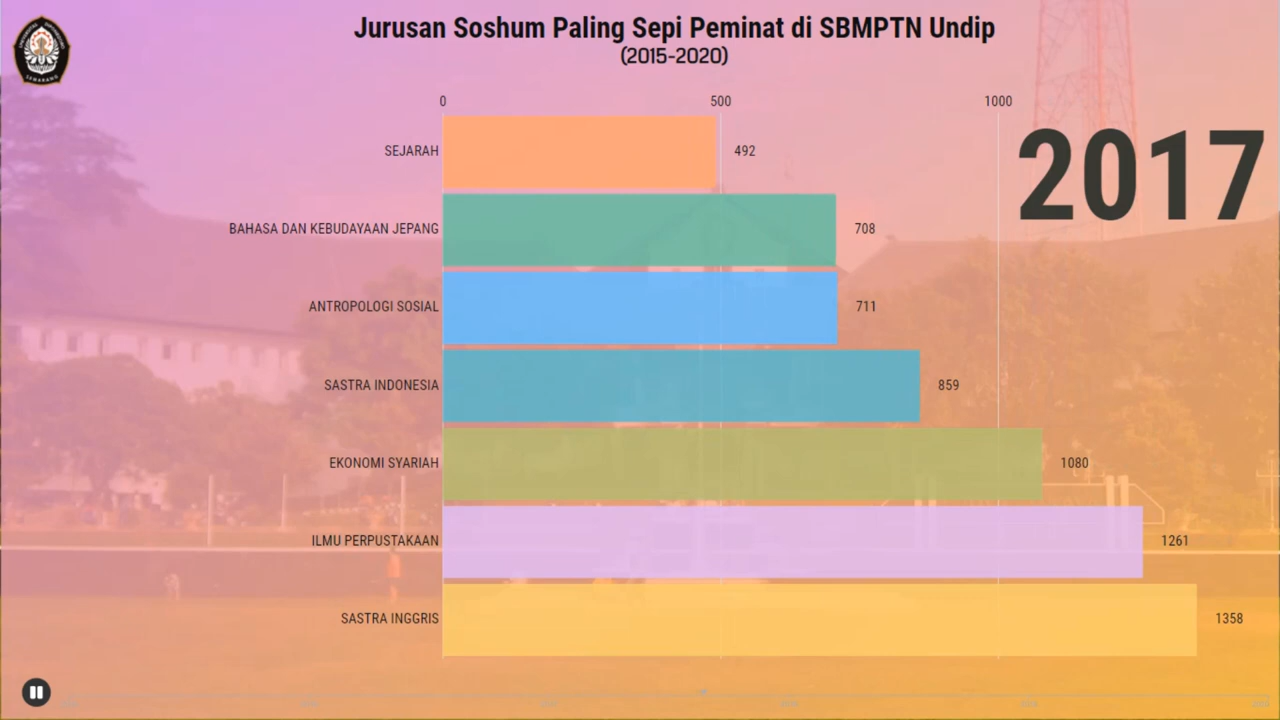 Jurusan Soshum Paling Sepi Peminat di SBMPTN Undip
(2015-2020)
0 500 1000
2017
SEJARAH 492
BAHASA DAN KEBUDAYAAN JEPANG 708
ANTROPOLOGI SOSIAL 711
SASTRA INDONESIA 859
EKONOMI SYARIAH 1080
ILMU PERPUSTAKAAN 1261
SASTRA INGGRIS 1358